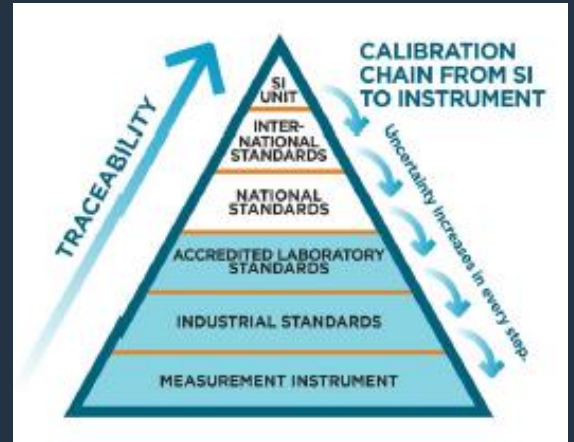 CALIBRATION
CHAIN FROM SI
TO INSTRUMENT
TRACEABILITY
SI
UNIT
INTER-
NATIONAL
STANDARDS
NATIONAL
STANDARDS
ACCREDITED LABORATORY
STANDARDS
INDUSTRIAL STANDARDS
MEASUREMENT INSTRUMENT
Uncertainty increases in every step.